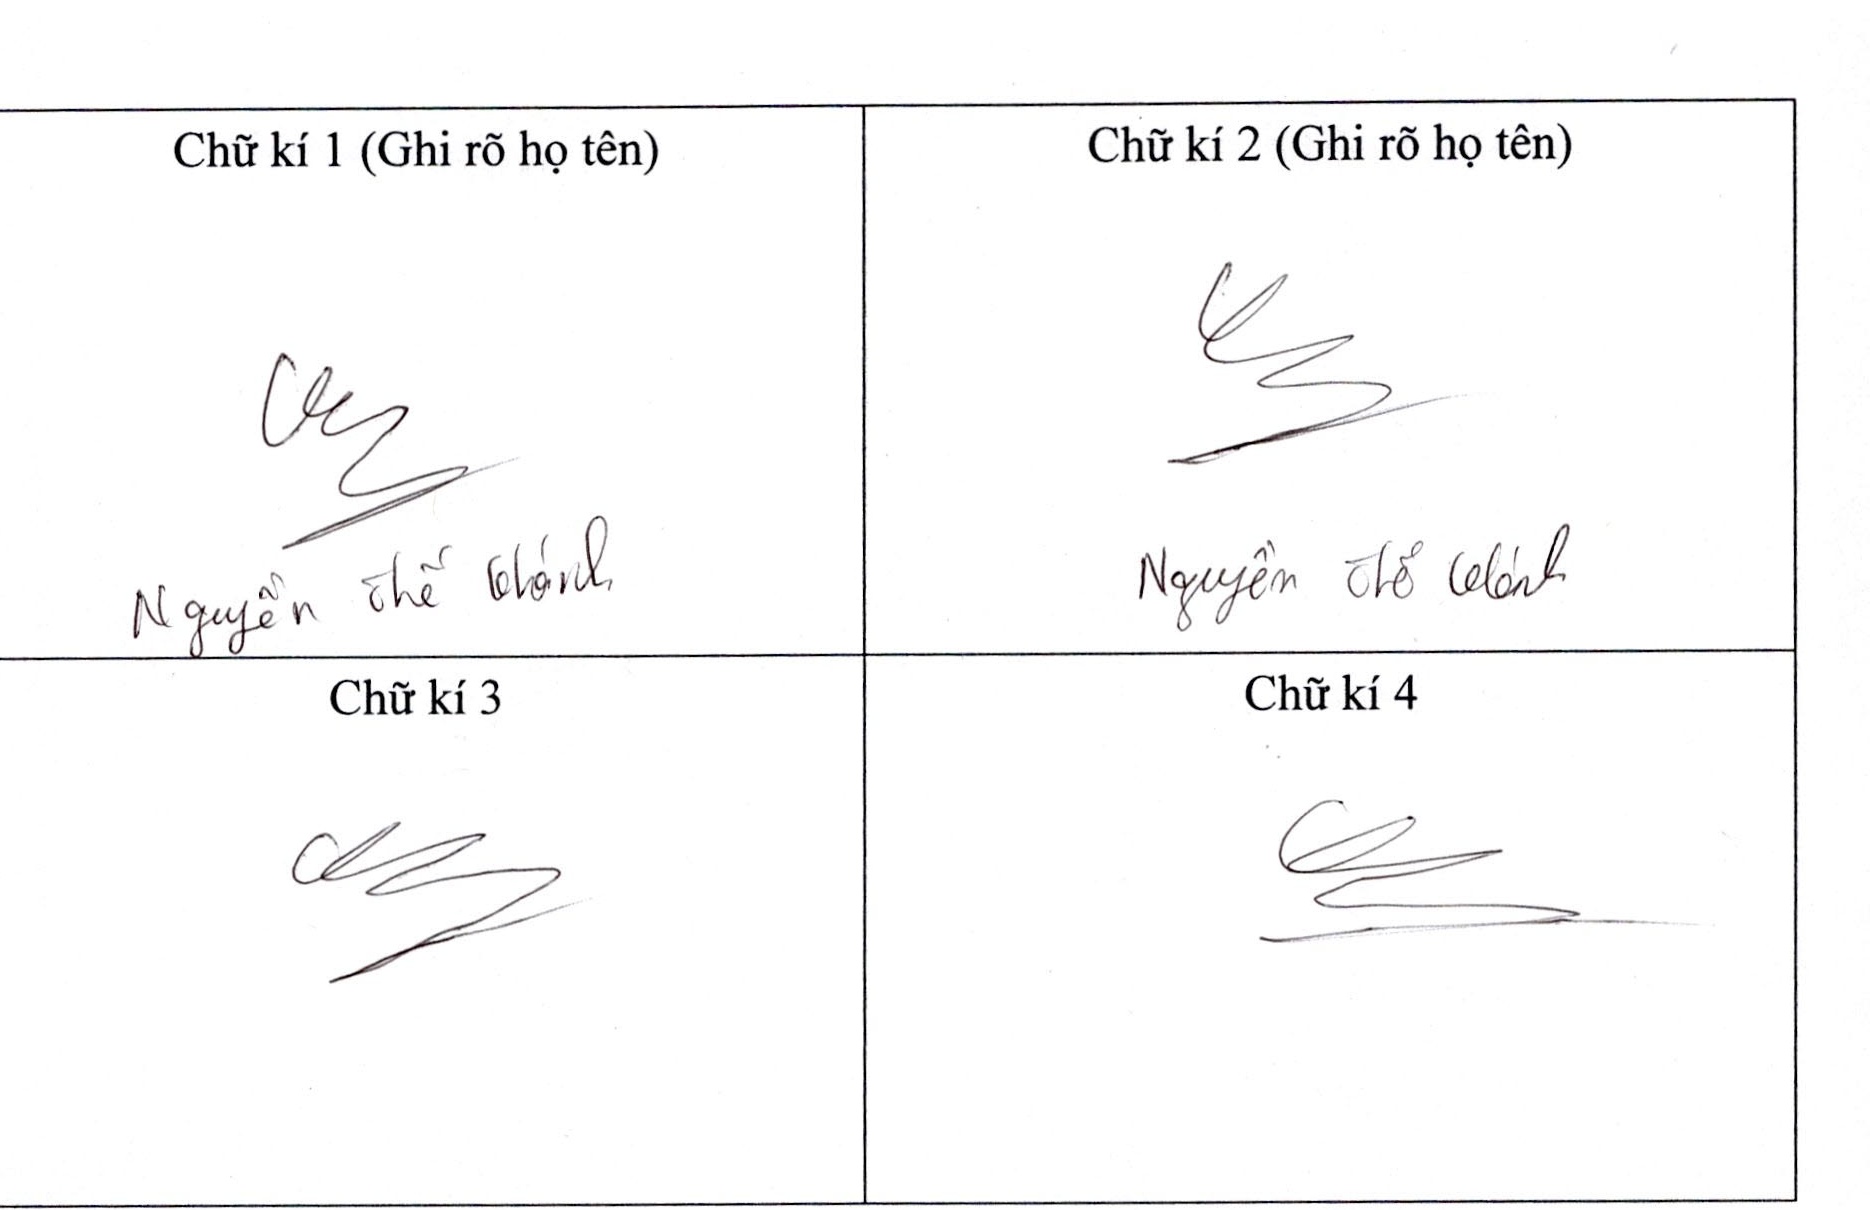 Chữ kí 1 (Ghi rõ họ tên)
Nguyễn Thế Khánh
Chữ kí 2 (Ghi rõ họ tên)
Nguyễn Thế Khánh
Chữ kí 3
Chữ kí 4